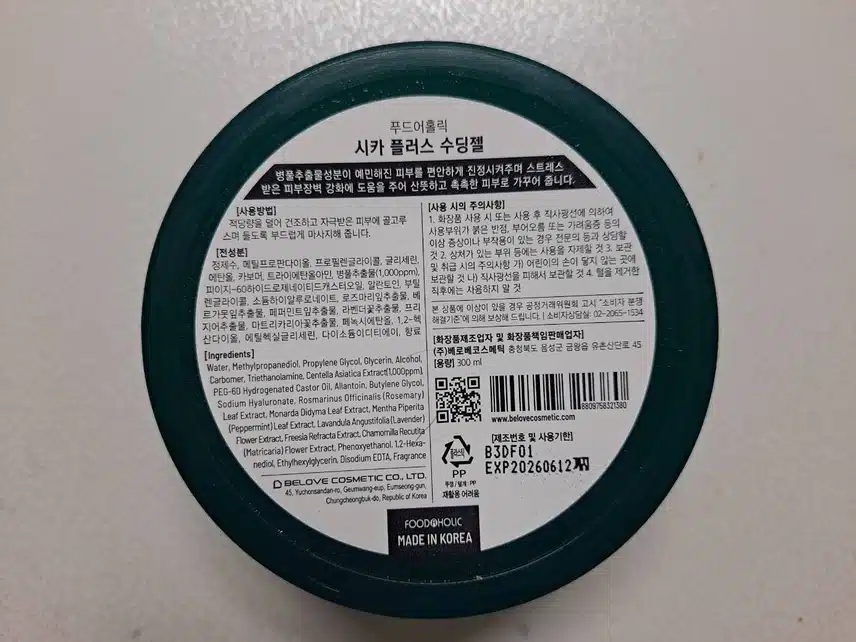 푸드어홀릭
시카 플러스 수딩젤
병풀추출물성분이 예민해진 피부를 편안하게 진정시켜주며 스트레스
받은 피부장벽 강화에 도움을 주어 산뜻하고 촉촉한 피부로 가꾸어 줍니다.
[사용방법]
적당량을 덜어 건조하고 자극받은 피부에 골고루
스며 들도록 부드럽게 마사지해 줍니다.
[전성분]
정제수, 메틸프로판다이올, 프로필렌글라이콜, 글리세린,
에탄올, 카보머, 트라이에탄올아민, 병풀추출물(1,000ppm),
피이지-60하이드로제네이티드캐스터오일, 알란토인, 부틸
렌글라이콜, 소듐하이알루로네이트, 로즈마리잎추출물, 베
르가못잎추출물, 페퍼민트잎추출물, 라벤더꽃추출물, 프리
지어추출물, 마트리카리아꽃추출물, 페녹시에탄올, 1,2-헥
산다이올, 에틸헥실글리세린, 다이소듐이디티에이, 향료
[Ingredients]
Water, Methylpropanediol, Propylene Glycol, Glycerin, Alcohol,
Carbomer, Triethanolamine, Centella Asiatica Extract(1,000ppm),
PEG-60 Hydrogenated Castor Oil, Allantoin, Butylene Glycol,
Sodium Hyaluronate, Rosmarinus Officinalis (Rosemary)
Leaf Extract, Monarda Didyma Leaf Extract, Mentha Piperita
(Peppermint) Leaf Extract, Lavandula Angustifolia (Lavender)
Flower Extract, Freesia Refracta Extract, Chamomilla Recutita
(Matricaria) Flower Extract, Phenoxyethanol, 1,2-Hexa-
nediol, Ethylhexylglycerin, Disodium EDTA, Fragrance
BELOVE COSMETIC CO., LTD.
45, Yuchonsandan-ro, Geumwang-eup, Eumseong-gun,
Chungcheongbuk-do, Republic of Korea
[사용 시의 주의사항]
1. 화장품 사용 시 또는 사용 후 직사광선에 의하여
사용부위가 붉은 반점, 부어오름 또는 가려움증 등의
이상 증상이나 부작용이 있는 경우 전문의 등과 상담할
것 2. 상처가 있는 부위 등에는 사용을 자제할 것 3. 보관
및 취급 시의 주의사항 가) 어린이의 손이 닿지 않는 곳에
보관할 것 나) 직사광선을 피해서 보관할 것 4. 털을 제거한
직후에는 사용하지 말 것
본 상품에 이상이 있을 경우 공정거래위원회 고시 "소비자 분쟁
해결기준"에 의해 보상해 드립니다. | 소비자상담실: 02-2065-1534
[화장품제조업자 및 화장품책임판매업자]
(주)베로베코스메틱 충청북도 음성군 금왕읍 유촌산단로 45
[용량] 300 ml
8809758321380
www.belovecosmetic.com
플라스틱
PP
뚜껑/덮개 : PP
재활용 어려움
[제조번호 및 사용기한]
B3DF01
EXP20260612까지
FOODAHOLIC
MADE IN KOREA